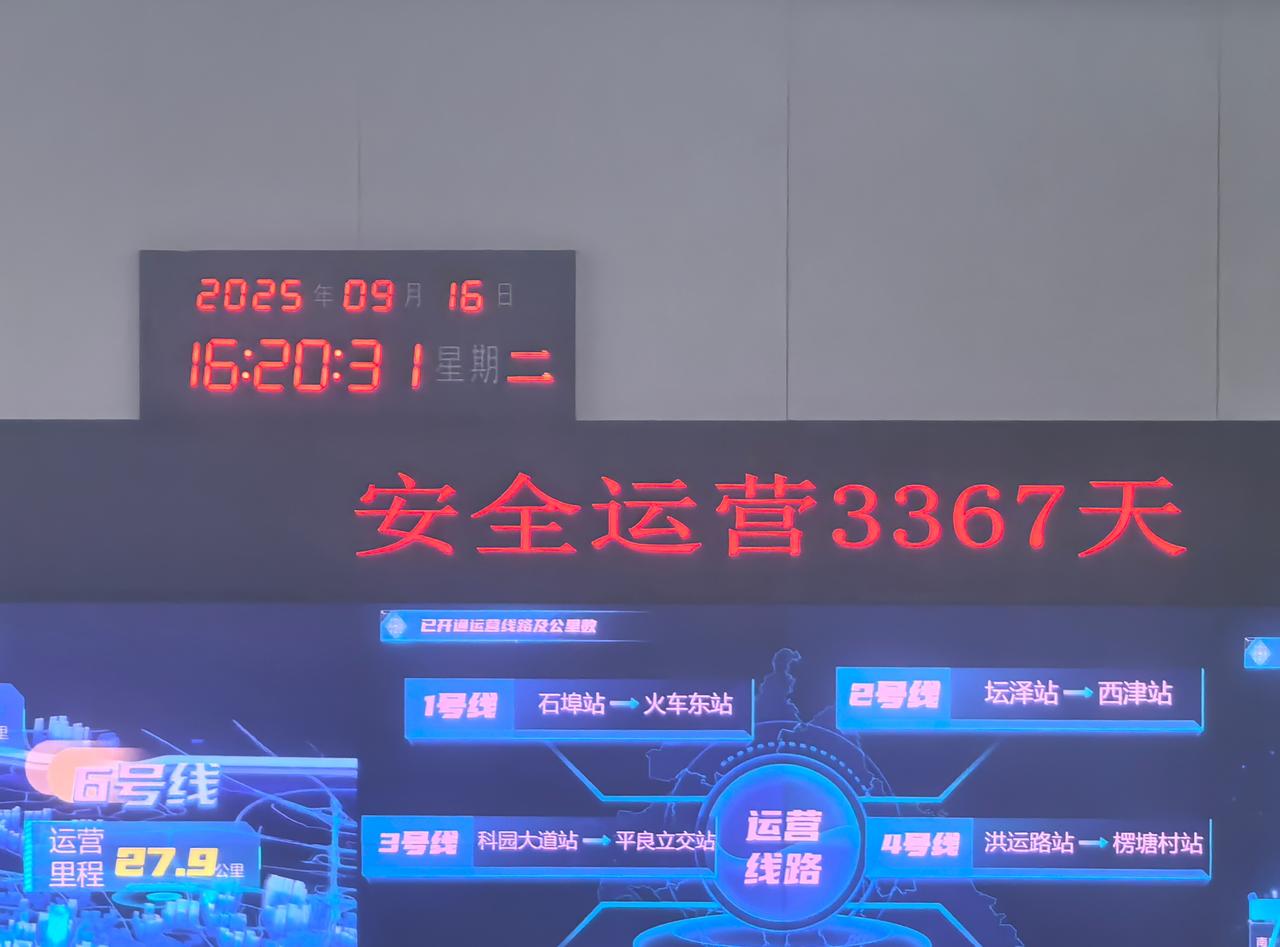 2025年09月16日
16:20:31星期二
安全运营3367天
已开通运营线路及公里数
1号线 石埠站→火车东站
2号线 坛泽站→西津站
6号线
运营里程 27.9公里
3号线 科园大道站→平良立交站
运营线路
4号线 洪运路站→楞塘村站